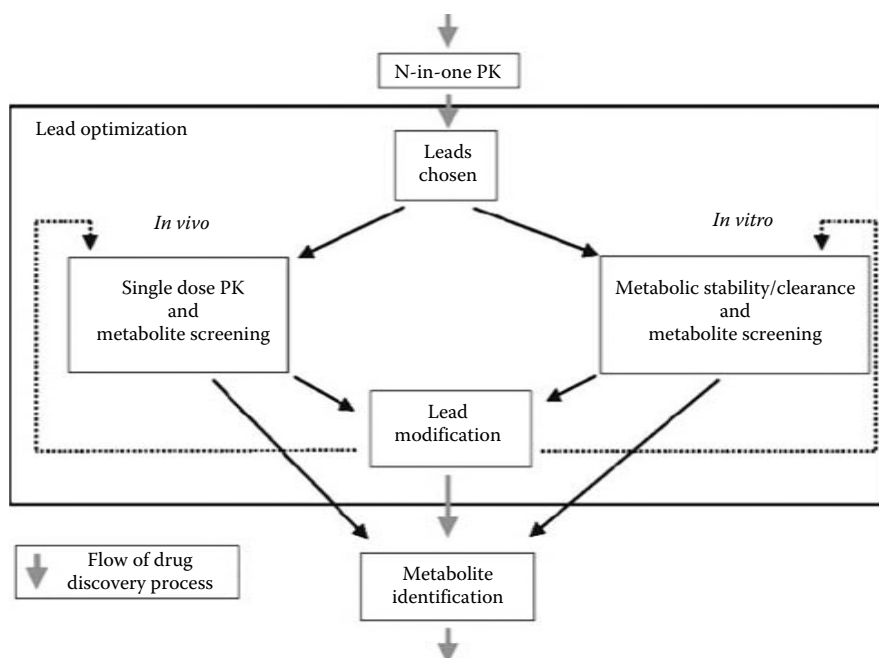 N-in-one PK
Lead optimization
Leads
chosen
In vivo
In vitro
Single dose PK
and
metabolite screening
Metabolic stability/clearance
and
metabolite screening
Lead
modification
Flow of drug
discovery process
Metabolite
identification